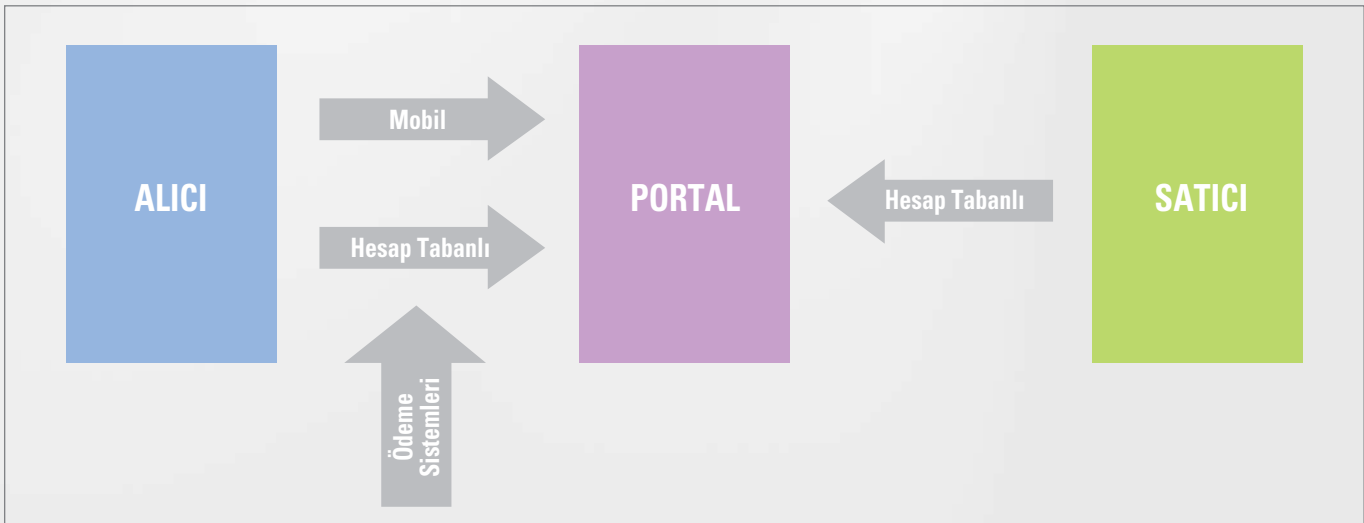 ALICI
Mobil
Hesap Tabanlı
Ödeme
Sistemleri
PORTAL
Hesap Tabanlı
SATICI